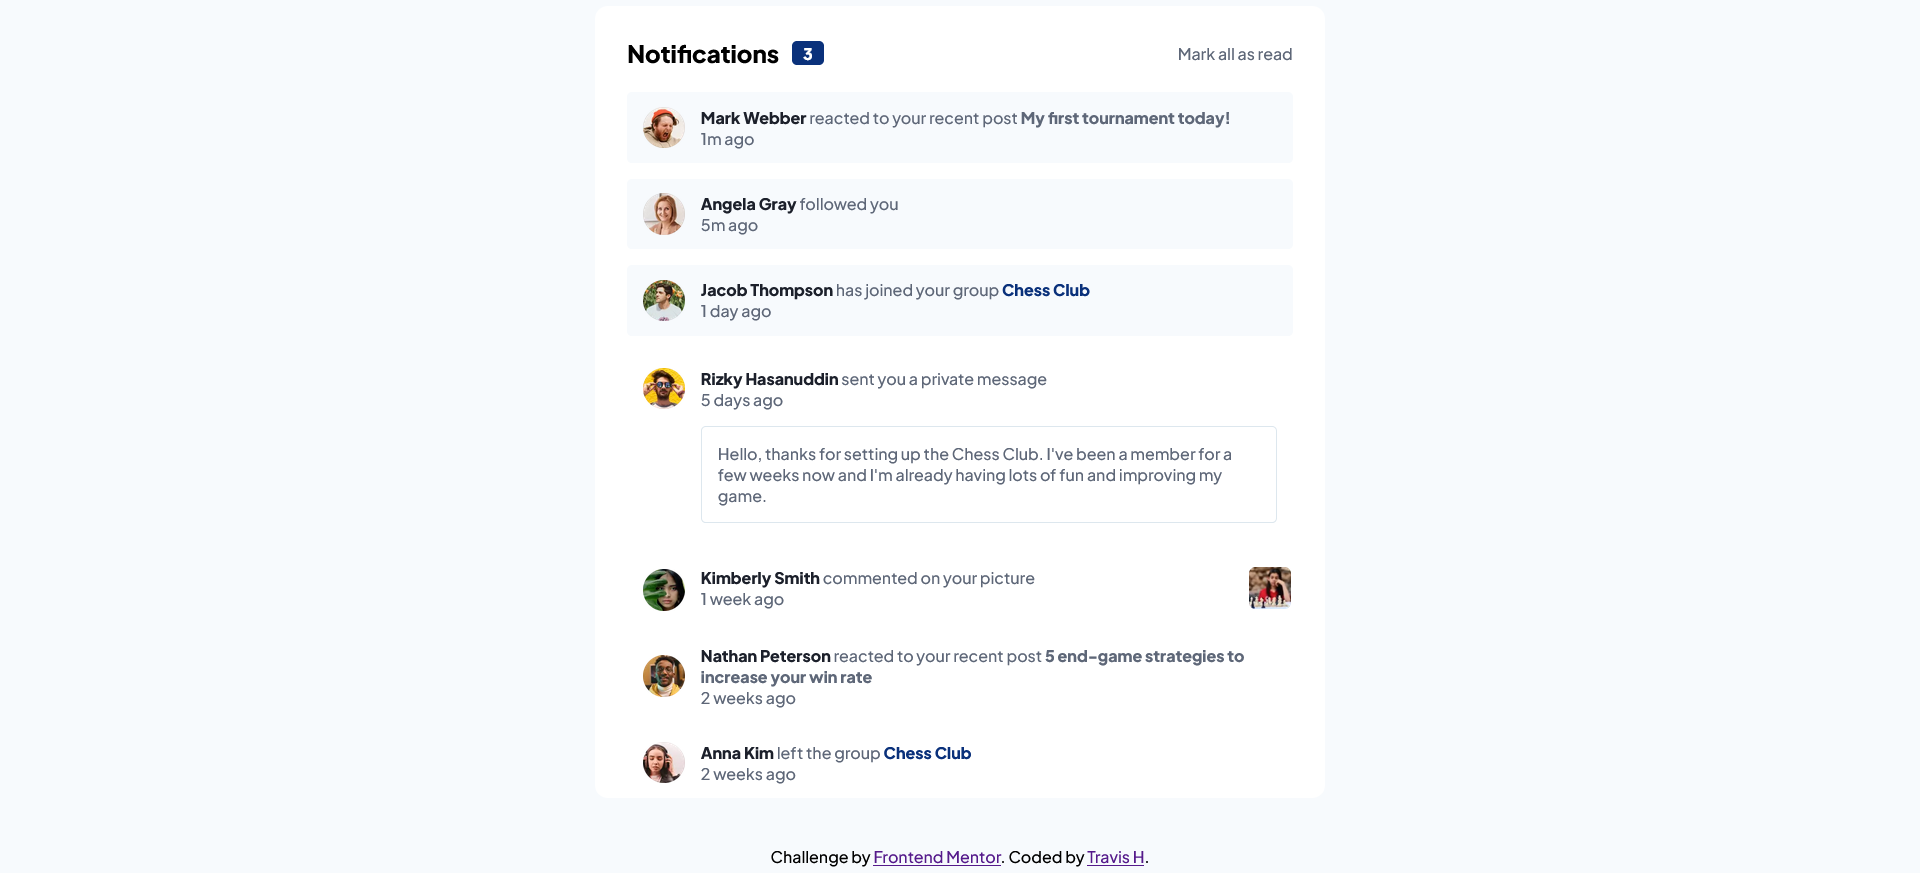 Notifications 3 Mark all as read
Mark Webber reacted to your recent post My first tournament today!
1m ago
Angela Gray followed you
5m ago
Jacob Thompson has joined your group Chess Club
1 day ago
Rizky Hasanuddin sent you a private message
5 days ago
Hello, thanks for setting up the Chess Club. I've been a member for a
few weeks now and I'm already having lots of fun and improving my
game.
Kimberly Smith commented on your picture
1 week ago
Nathan Peterson reacted to your recent post 5 end-game strategies to
increase your win rate
2 weeks ago
Anna Kim left the group Chess Club
2 weeks ago
Challenge by Frontend Mentor. Coded by Travis H.